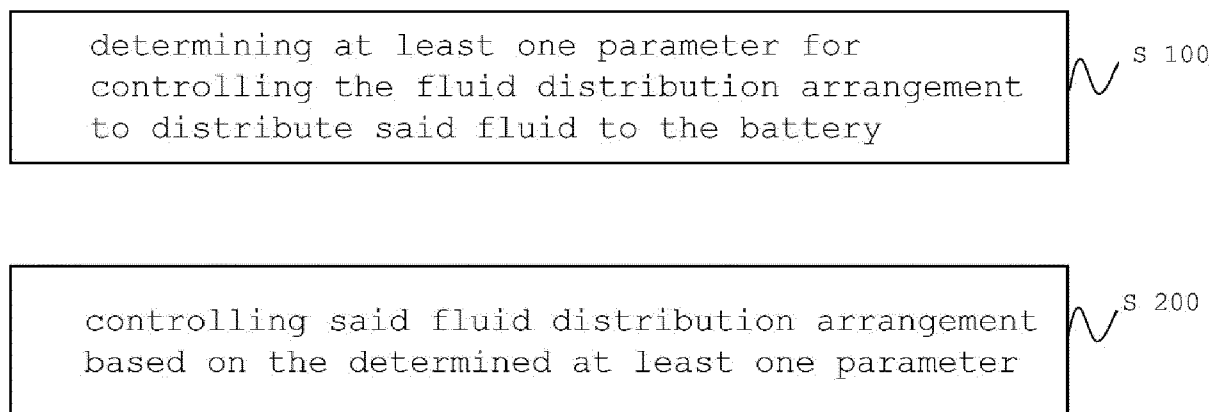 determining at least one parameter for
controlling the fluid distribution arrangement
to distribute said fluid to the battery
S 100
controlling said fluid distribution arrangement
based on the determined at least one parameter
S 200